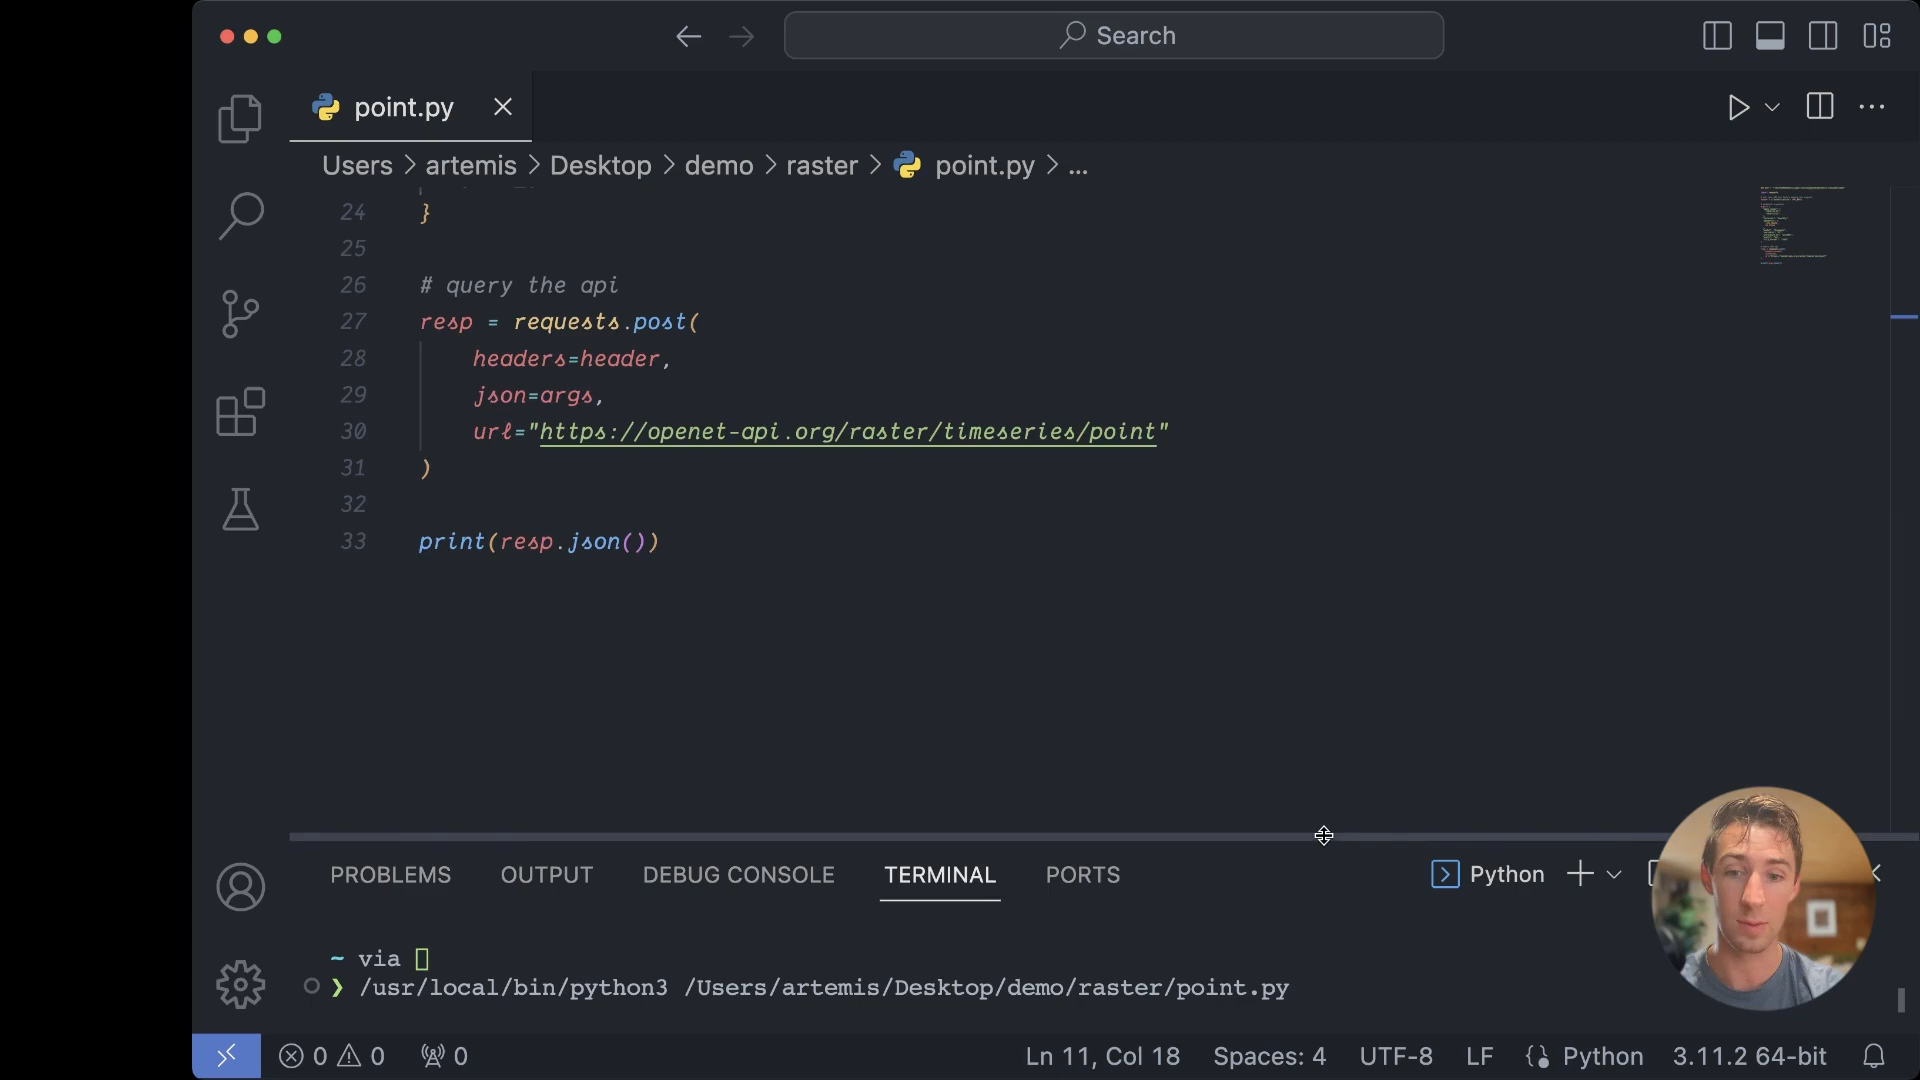 Search
point.py
Users > artemis > Desktop > demo > raster > point.py > ...
24 }
25
26 # query the api
27 resp = requests.post(
28 headers=header,
29 json=args,
30 url="https://openet-api.org/raster/timeseries/point"
31 )
32
33 print(resp.json())
PROBLEMS OUTPUT DEBUG CONSOLE TERMINAL PORTS Python
~ via
❯ /usr/local/bin/python3 /Users/artemis/Desktop/demo/raster/point.py
0 0 0 Ln 11, Col 18 Spaces: 4 UTF-8 LF Python 3.11.2 64-bit